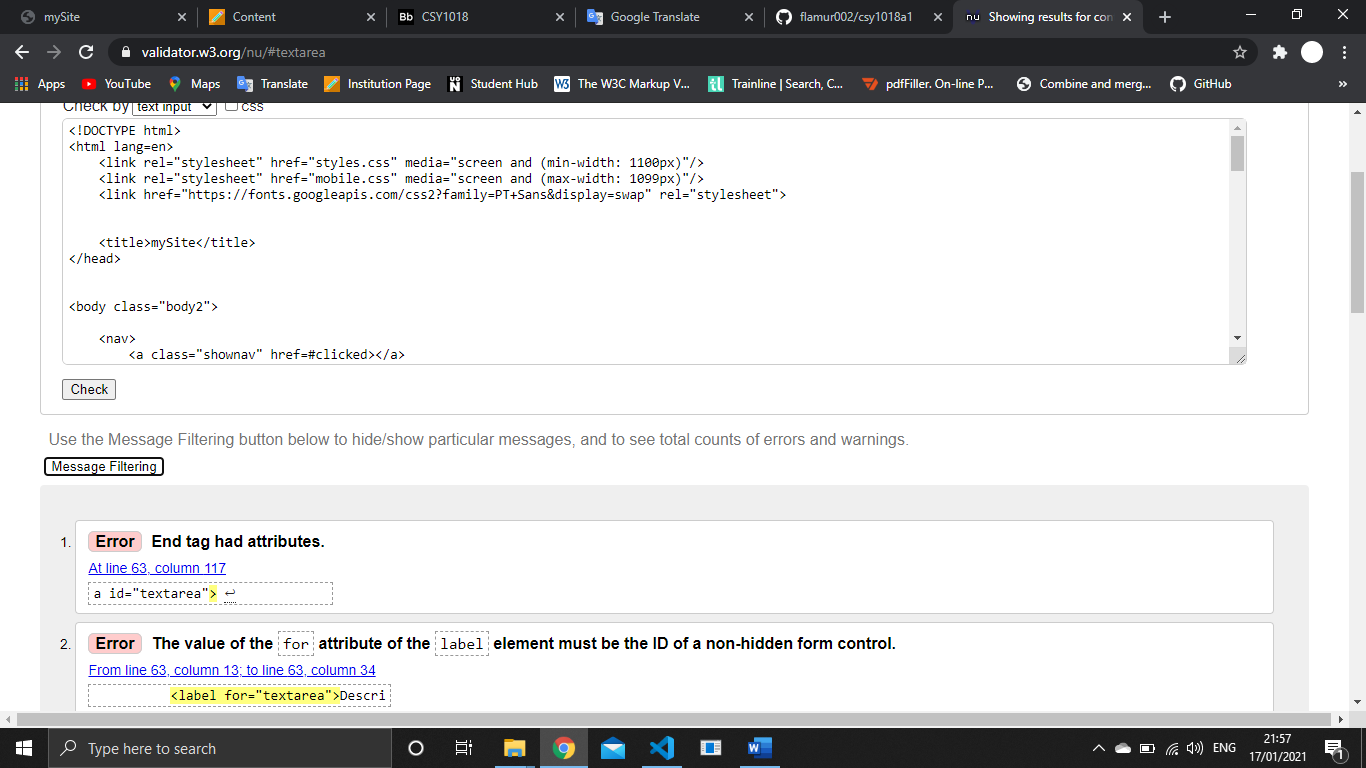 mySite
Content
Bb CSY1018
Google Translate
flamur002/csy1018a1
nu Showing results for con
validator.w3.org/nu/#textarea
Apps YouTube Maps Translate Institution Page Student Hub W3 The W3C Markup V... Trainline | Search, C... pdfFiller. On-line P... Combine and merg... GitHub »
Check by text input css
<!DOCTYPE html>
<html lang=en>
    <link rel="stylesheet" href="styles.css" media="screen and (min-width: 1100px)"/>
    <link rel="stylesheet" href="mobile.css" media="screen and (max-width: 1099px)"/>
    <link href="https://fonts.googleapis.com/css2?family=PT+Sans&display=swap" rel="stylesheet">
    <title>mySite</title>
</head>
<body class="body2">
    <nav>
        <a class="shownav" href=#clicked></a>
Check
Use the Message Filtering button below to hide/show particular messages, and to see total counts of errors and warnings.
Message Filtering
1. Error End tag had attributes.
At line 63, column 117
a id="textarea"> ↩
2. Error The value of the for attribute of the label element must be the ID of a non-hidden form control.
From line 63, column 13; to line 63, column 34
<label for="textarea">Descri
Type here to search
ENG
21:57
17/01/2021
1